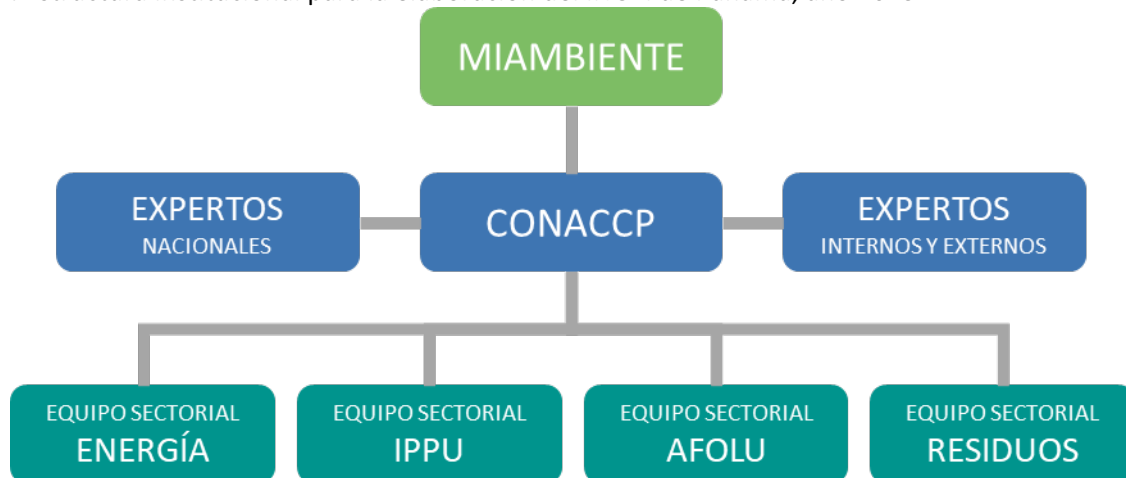 MIAMBIENTE
EXPERTOS
NACIONALES
CONACCP
EXPERTOS
INTERNOS Y EXTERNOS
EQUIPO SECTORIAL
ENERGÍA
EQUIPO SECTORIAL
IPPU
EQUIPO SECTORIAL
AFOLU
EQUIPO SECTORIAL
RESIDUOS